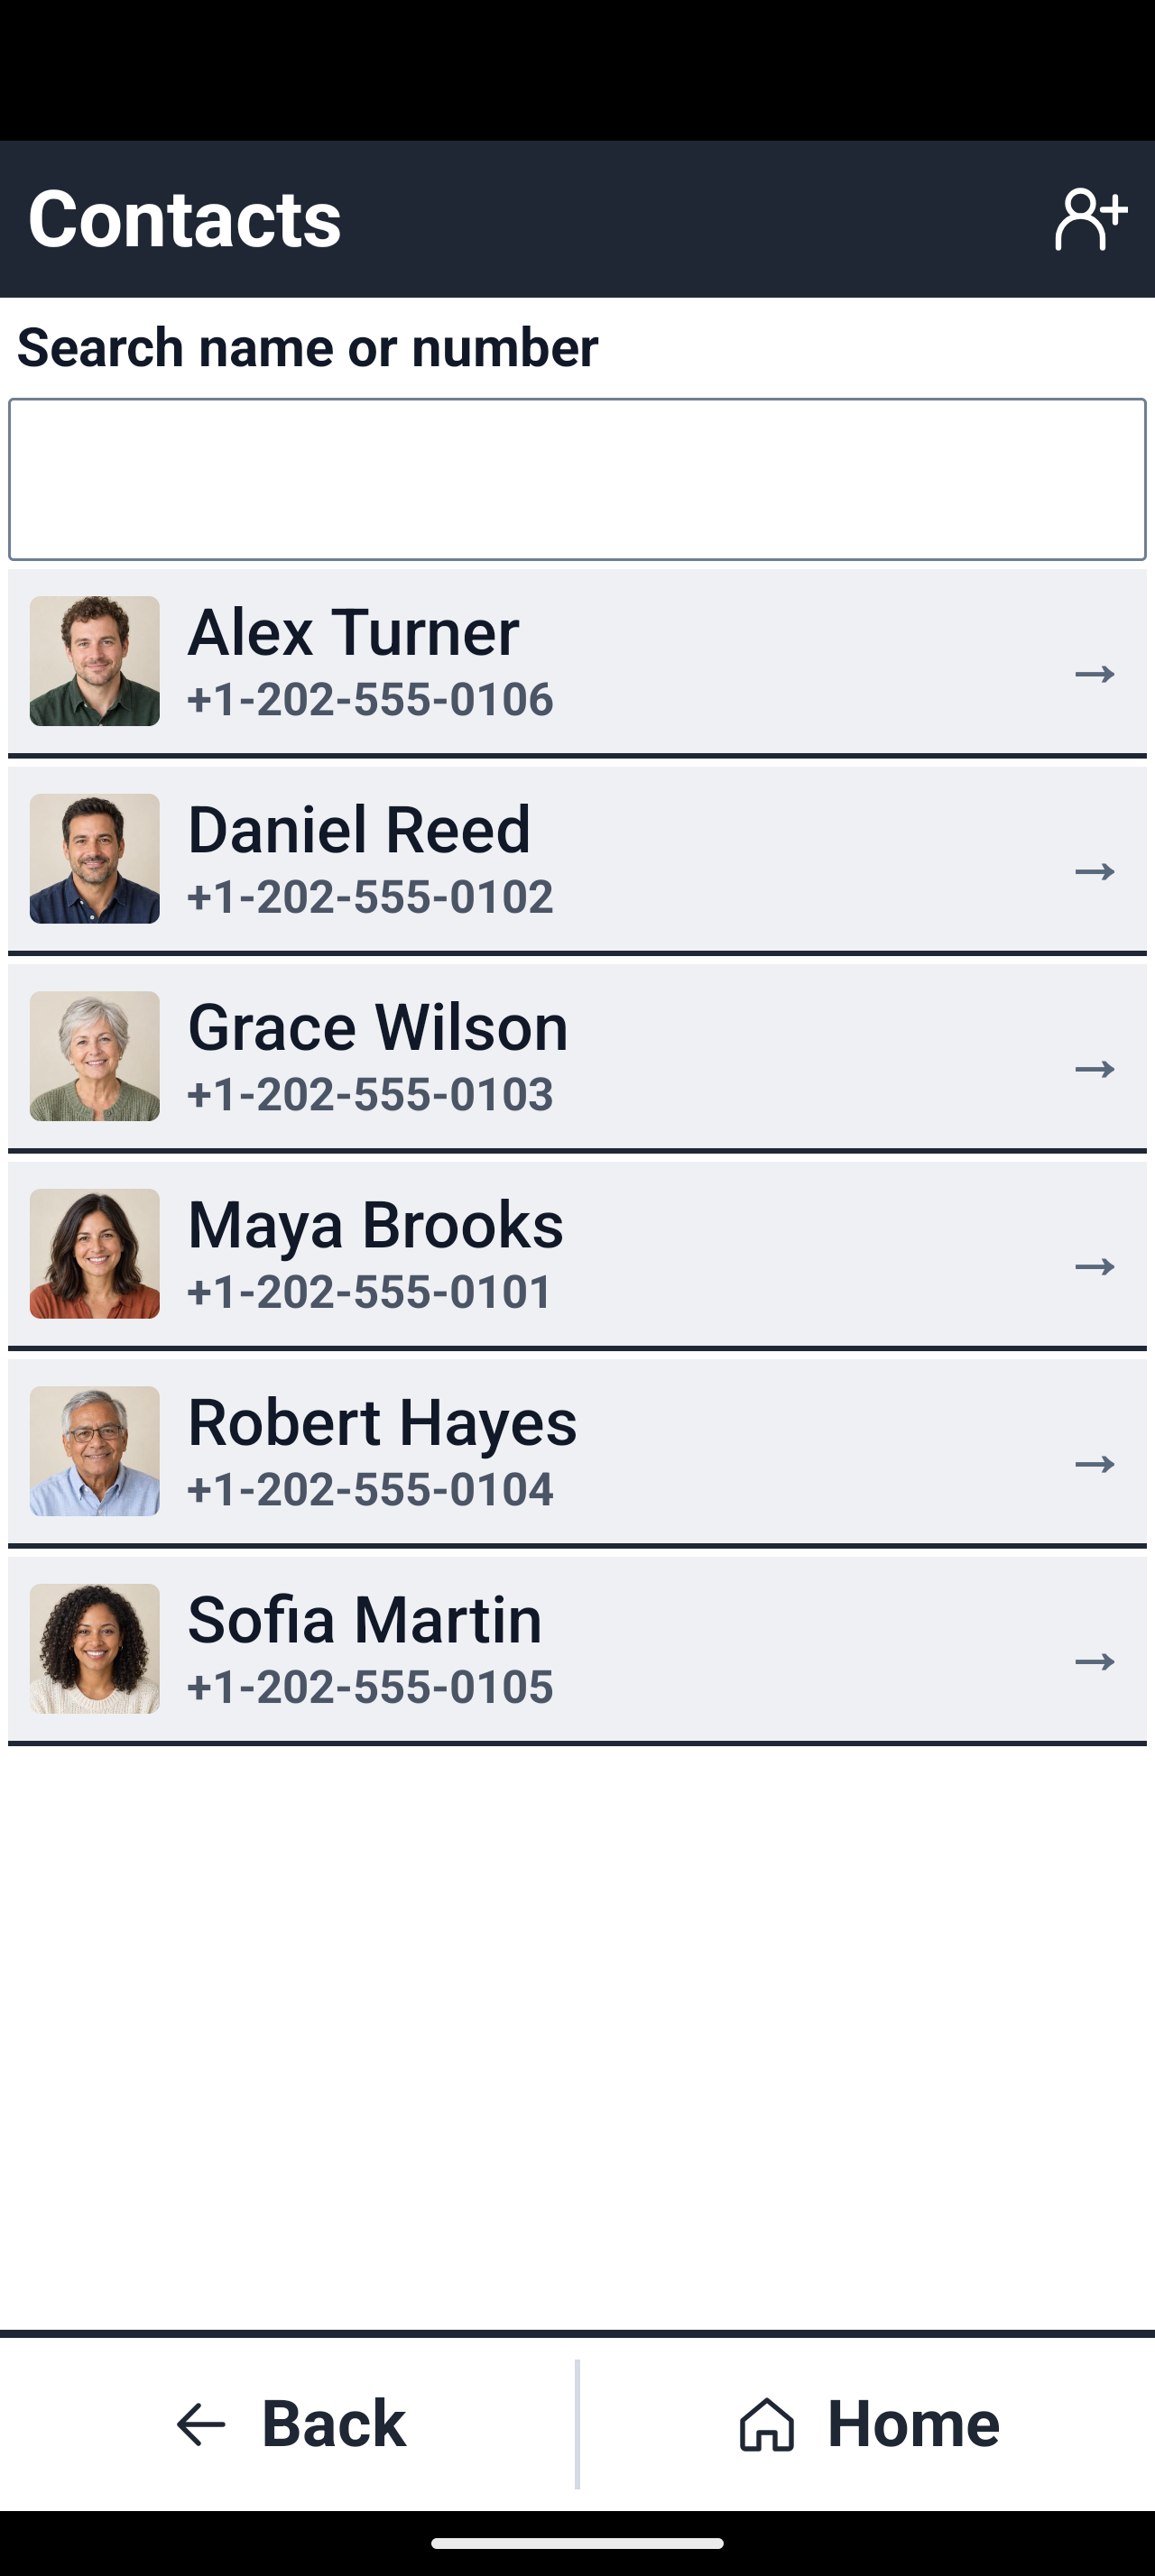 Contacts
Search name or number
Alex Turner
+1-202-555-0106
Daniel Reed
+1-202-555-0102
Grace Wilson
+1-202-555-0103
Maya Brooks
+1-202-555-0101
Robert Hayes
+1-202-555-0104
Sofia Martin
+1-202-555-0105
Back
Home